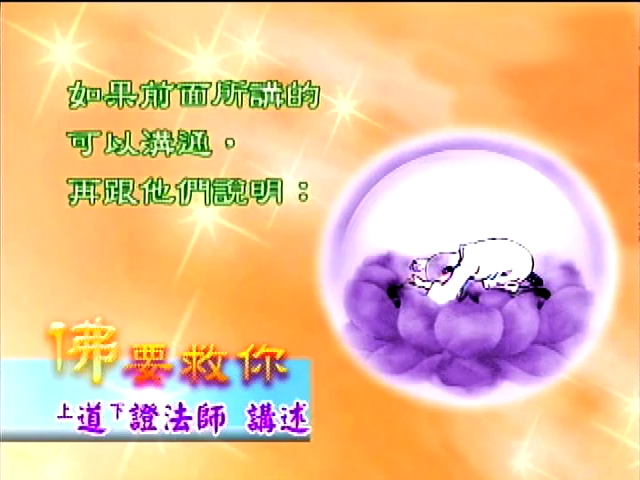 如果前面所講的
可以溝通，
再跟他們說明：
佛要救你
上道下證法師 講述